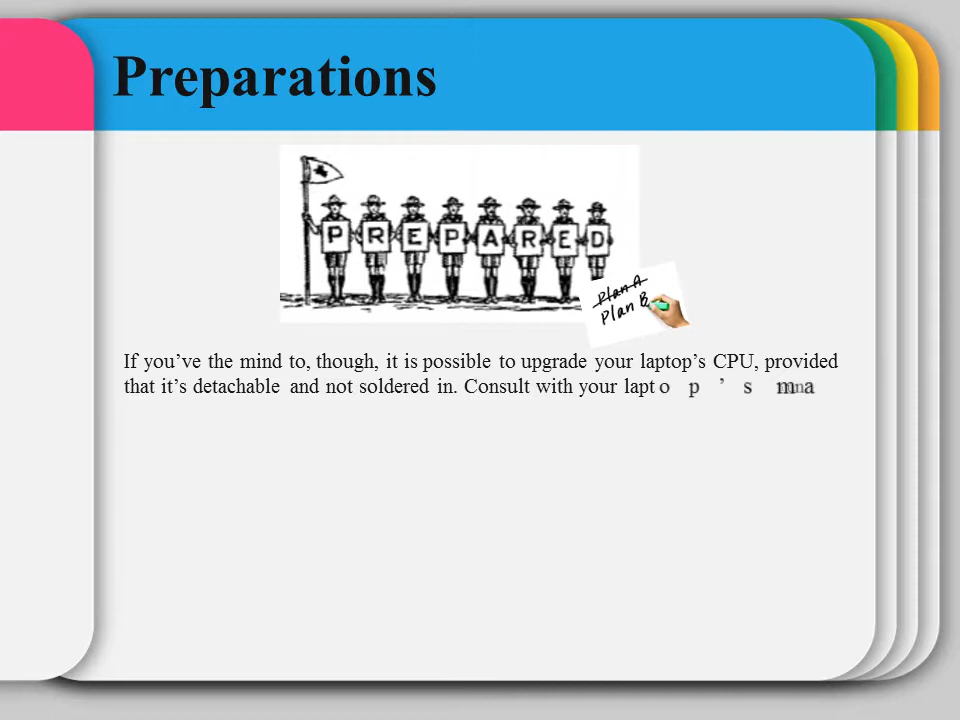 Preparations
P R E P A R E D
Plan A
Plan B
If you’ve the mind to, though, it is possible to upgrade your laptop’s CPU, provided
that it’s detachable and not soldered in. Consult with your laptop’s